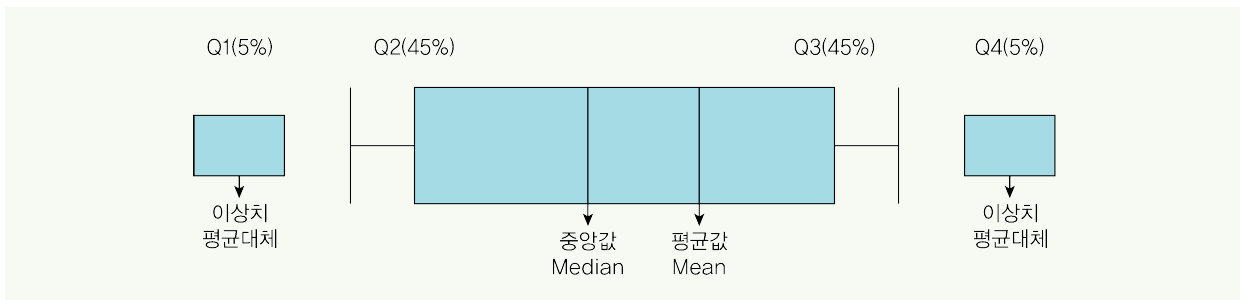 Q1(5%)
Q2(45%)
Q3(45%)
Q4(5%)
이상치
평균대체
중앙값
Median
평균값
Mean
이상치
평균대체